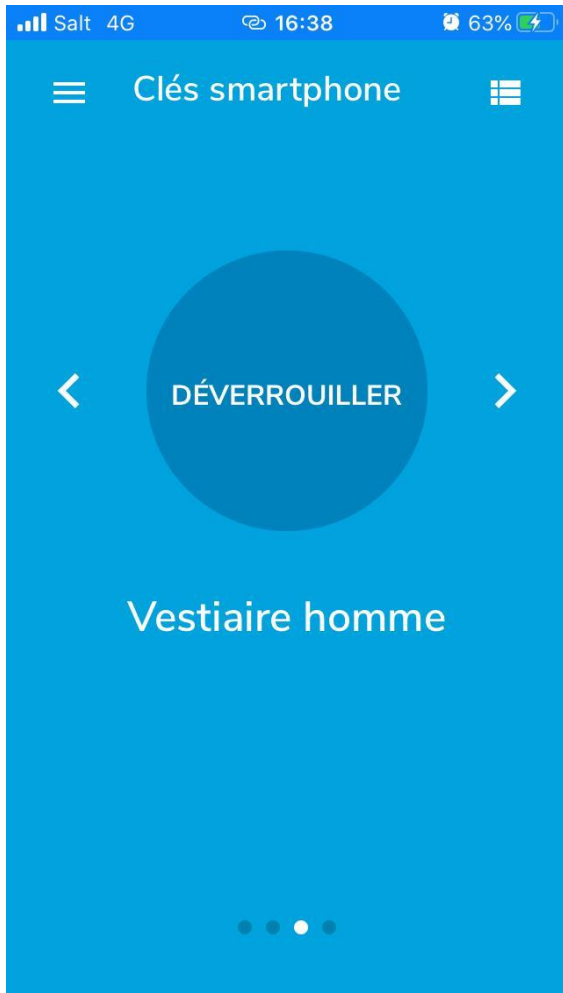 Salt 4G 16:38 63%
Clés smartphone
DÉVERROUILLER
Vestiaire homme